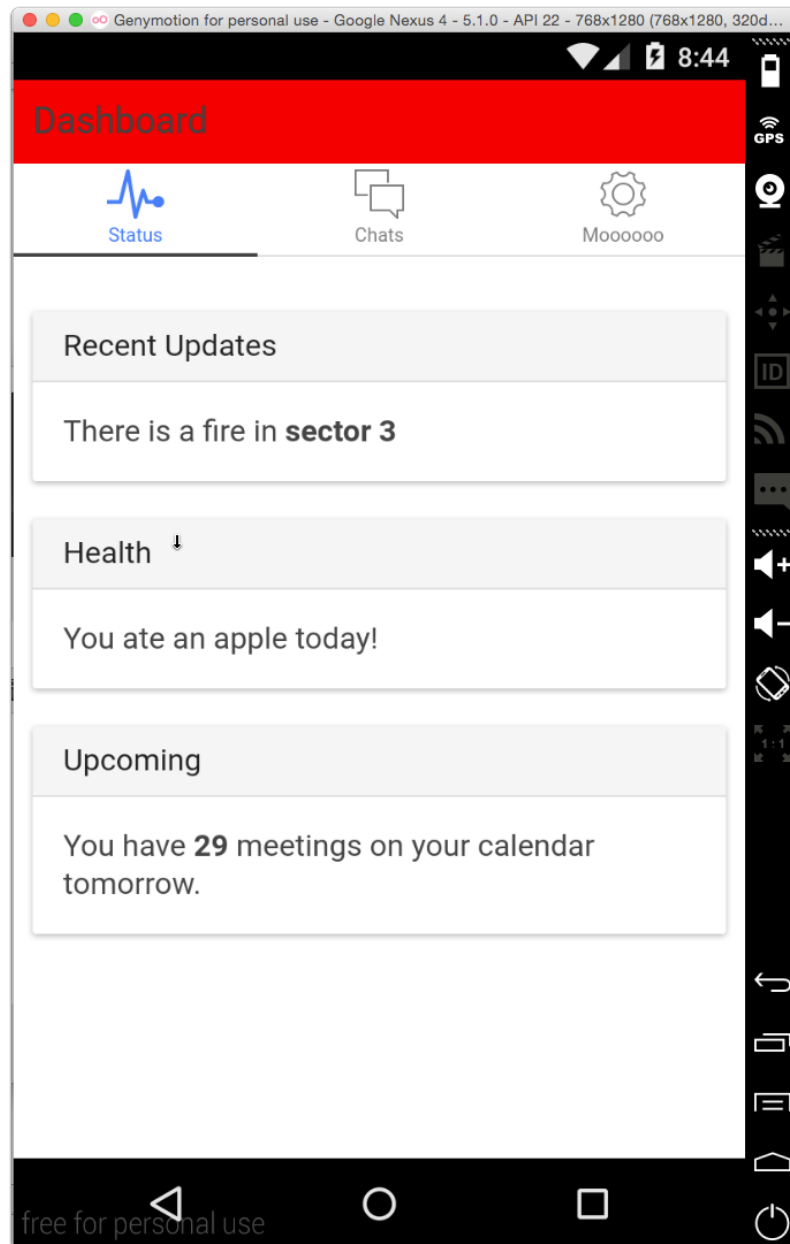 Genymotion for personal use - Google Nexus 4 - 5.1.0 - API 22 - 768x1280 (768x1280, 320d...
8:44
Dashboard
GPS
Status
Chats
Moooooo
ID
Recent Updates
There is a fire in sector 3
Health
You ate an apple today!
1:1
Upcoming
You have 29 meetings on your calendar
tomorrow.
free for personal use